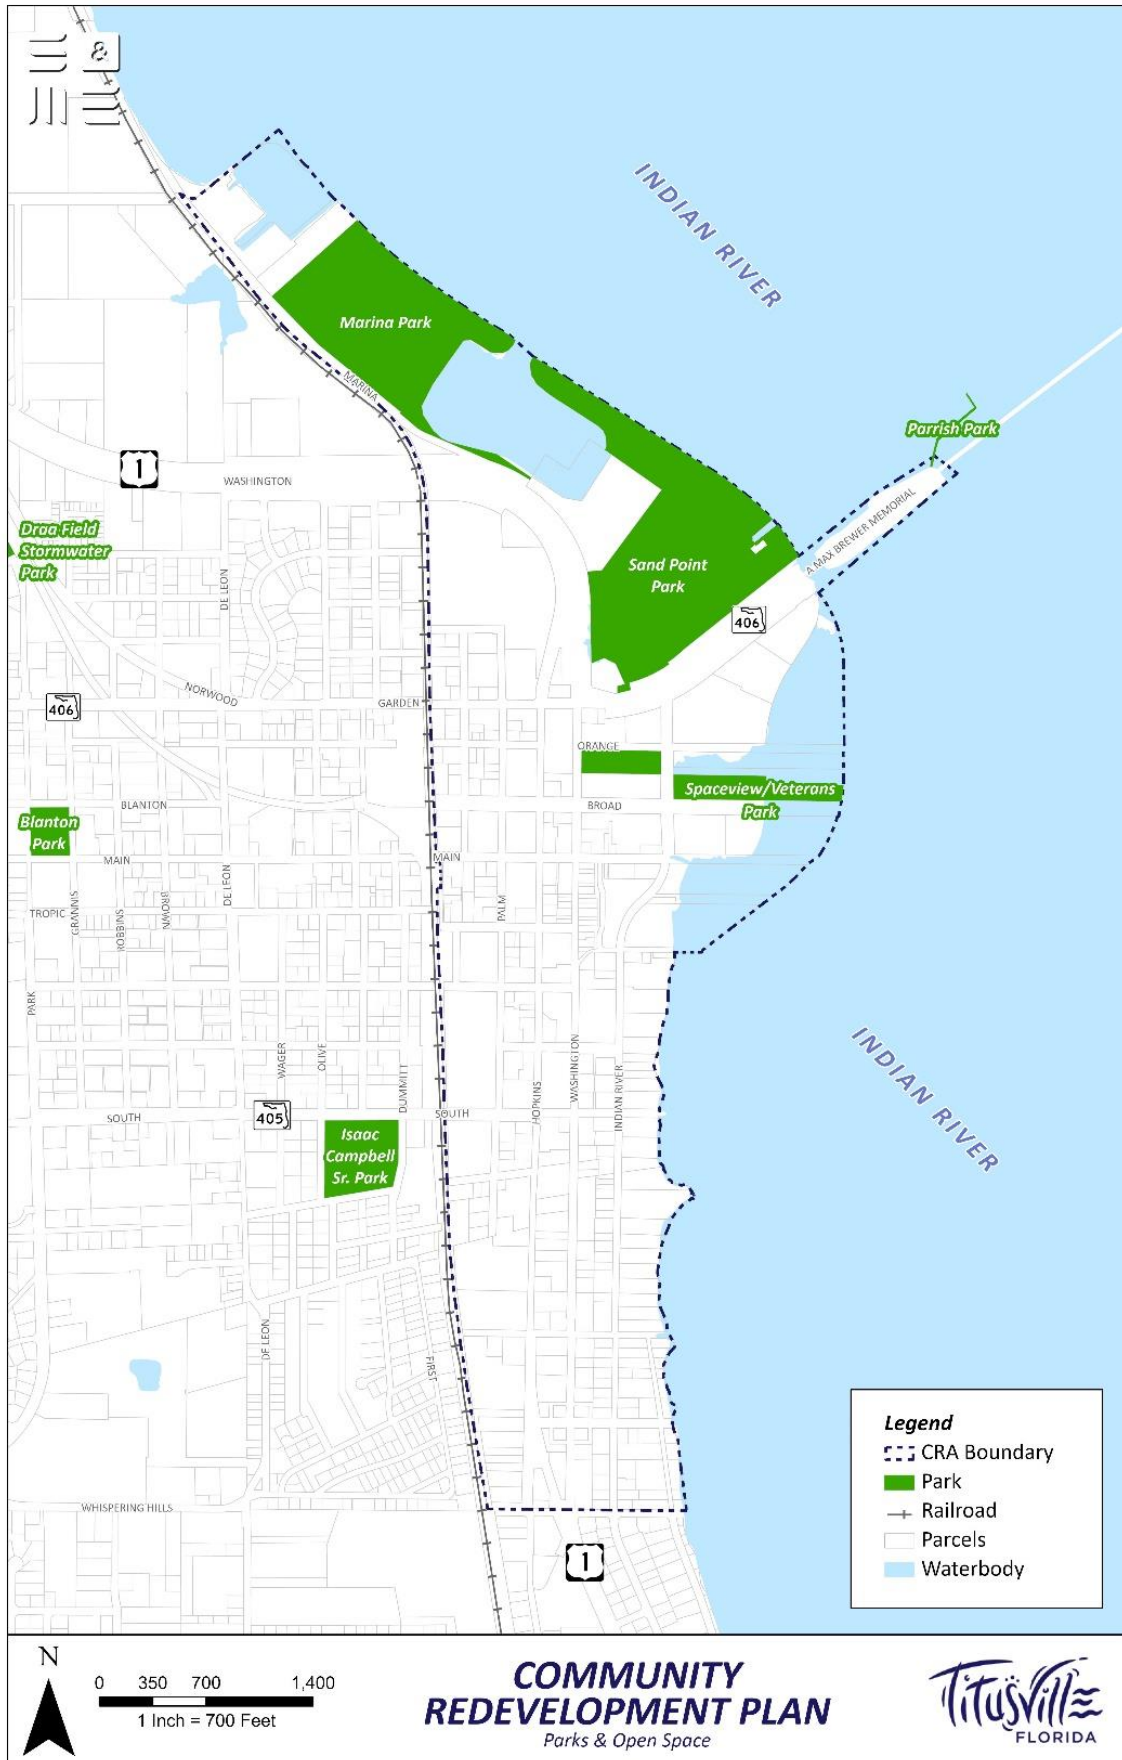 &
INDIAN RIVER
Marina Park
MARINA
Parrish Park
1
WASHINGTON
A MAX BREWER MEMORIAL
Draa Field
Stormwater
Park
Sand Point
Park
DE LEON
406
NORWOOD
406
GARDEN
ORANGE
Spaceview/Veterans
Park
BLANTON
BROAD
Blanton
Park
MAIN
MAIN
DE LEON
GRANNIS
BROWN
ROBBINS
TROPIC
PALM
PARK
INDIAN RIVER
WAGER
OLIVE
DUMMITT
HOPKINS
WASHINGTON
INDIAN RIVER
SOUTH
405
SOUTH
Isaac
Campbell
Sr. Park
DE LEON
FIRST
WHISPERING HILLS
1
Legend
CRA Boundary
Park
Railroad
Parcels
Waterbody
N
0 350 700 1,400
1 Inch = 700 Feet
COMMUNITY
REDEVELOPMENT PLAN
Parks & Open Space
Titusville
FLORIDA